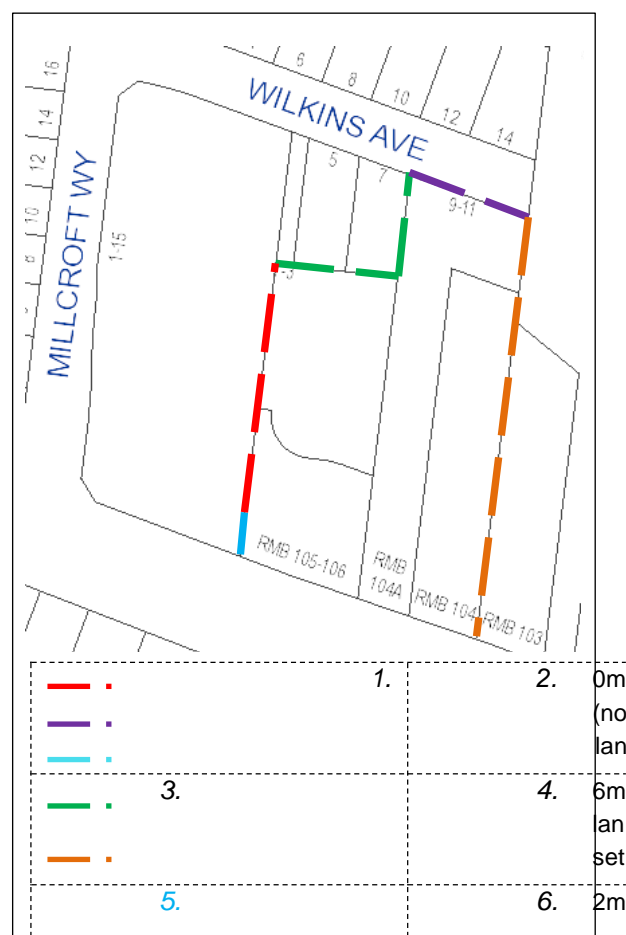 6
8
10
12
14
16
14
12
10
8
WILKINS AVE
5
7
9-11
MILLCROFT WY
1-15
-3
RMB 105-106
RMB
104A
RMB 104
RMB 103
1.
2. 0m
(no
lan
3.
4. 6m
lan
set
5.
6. 2m